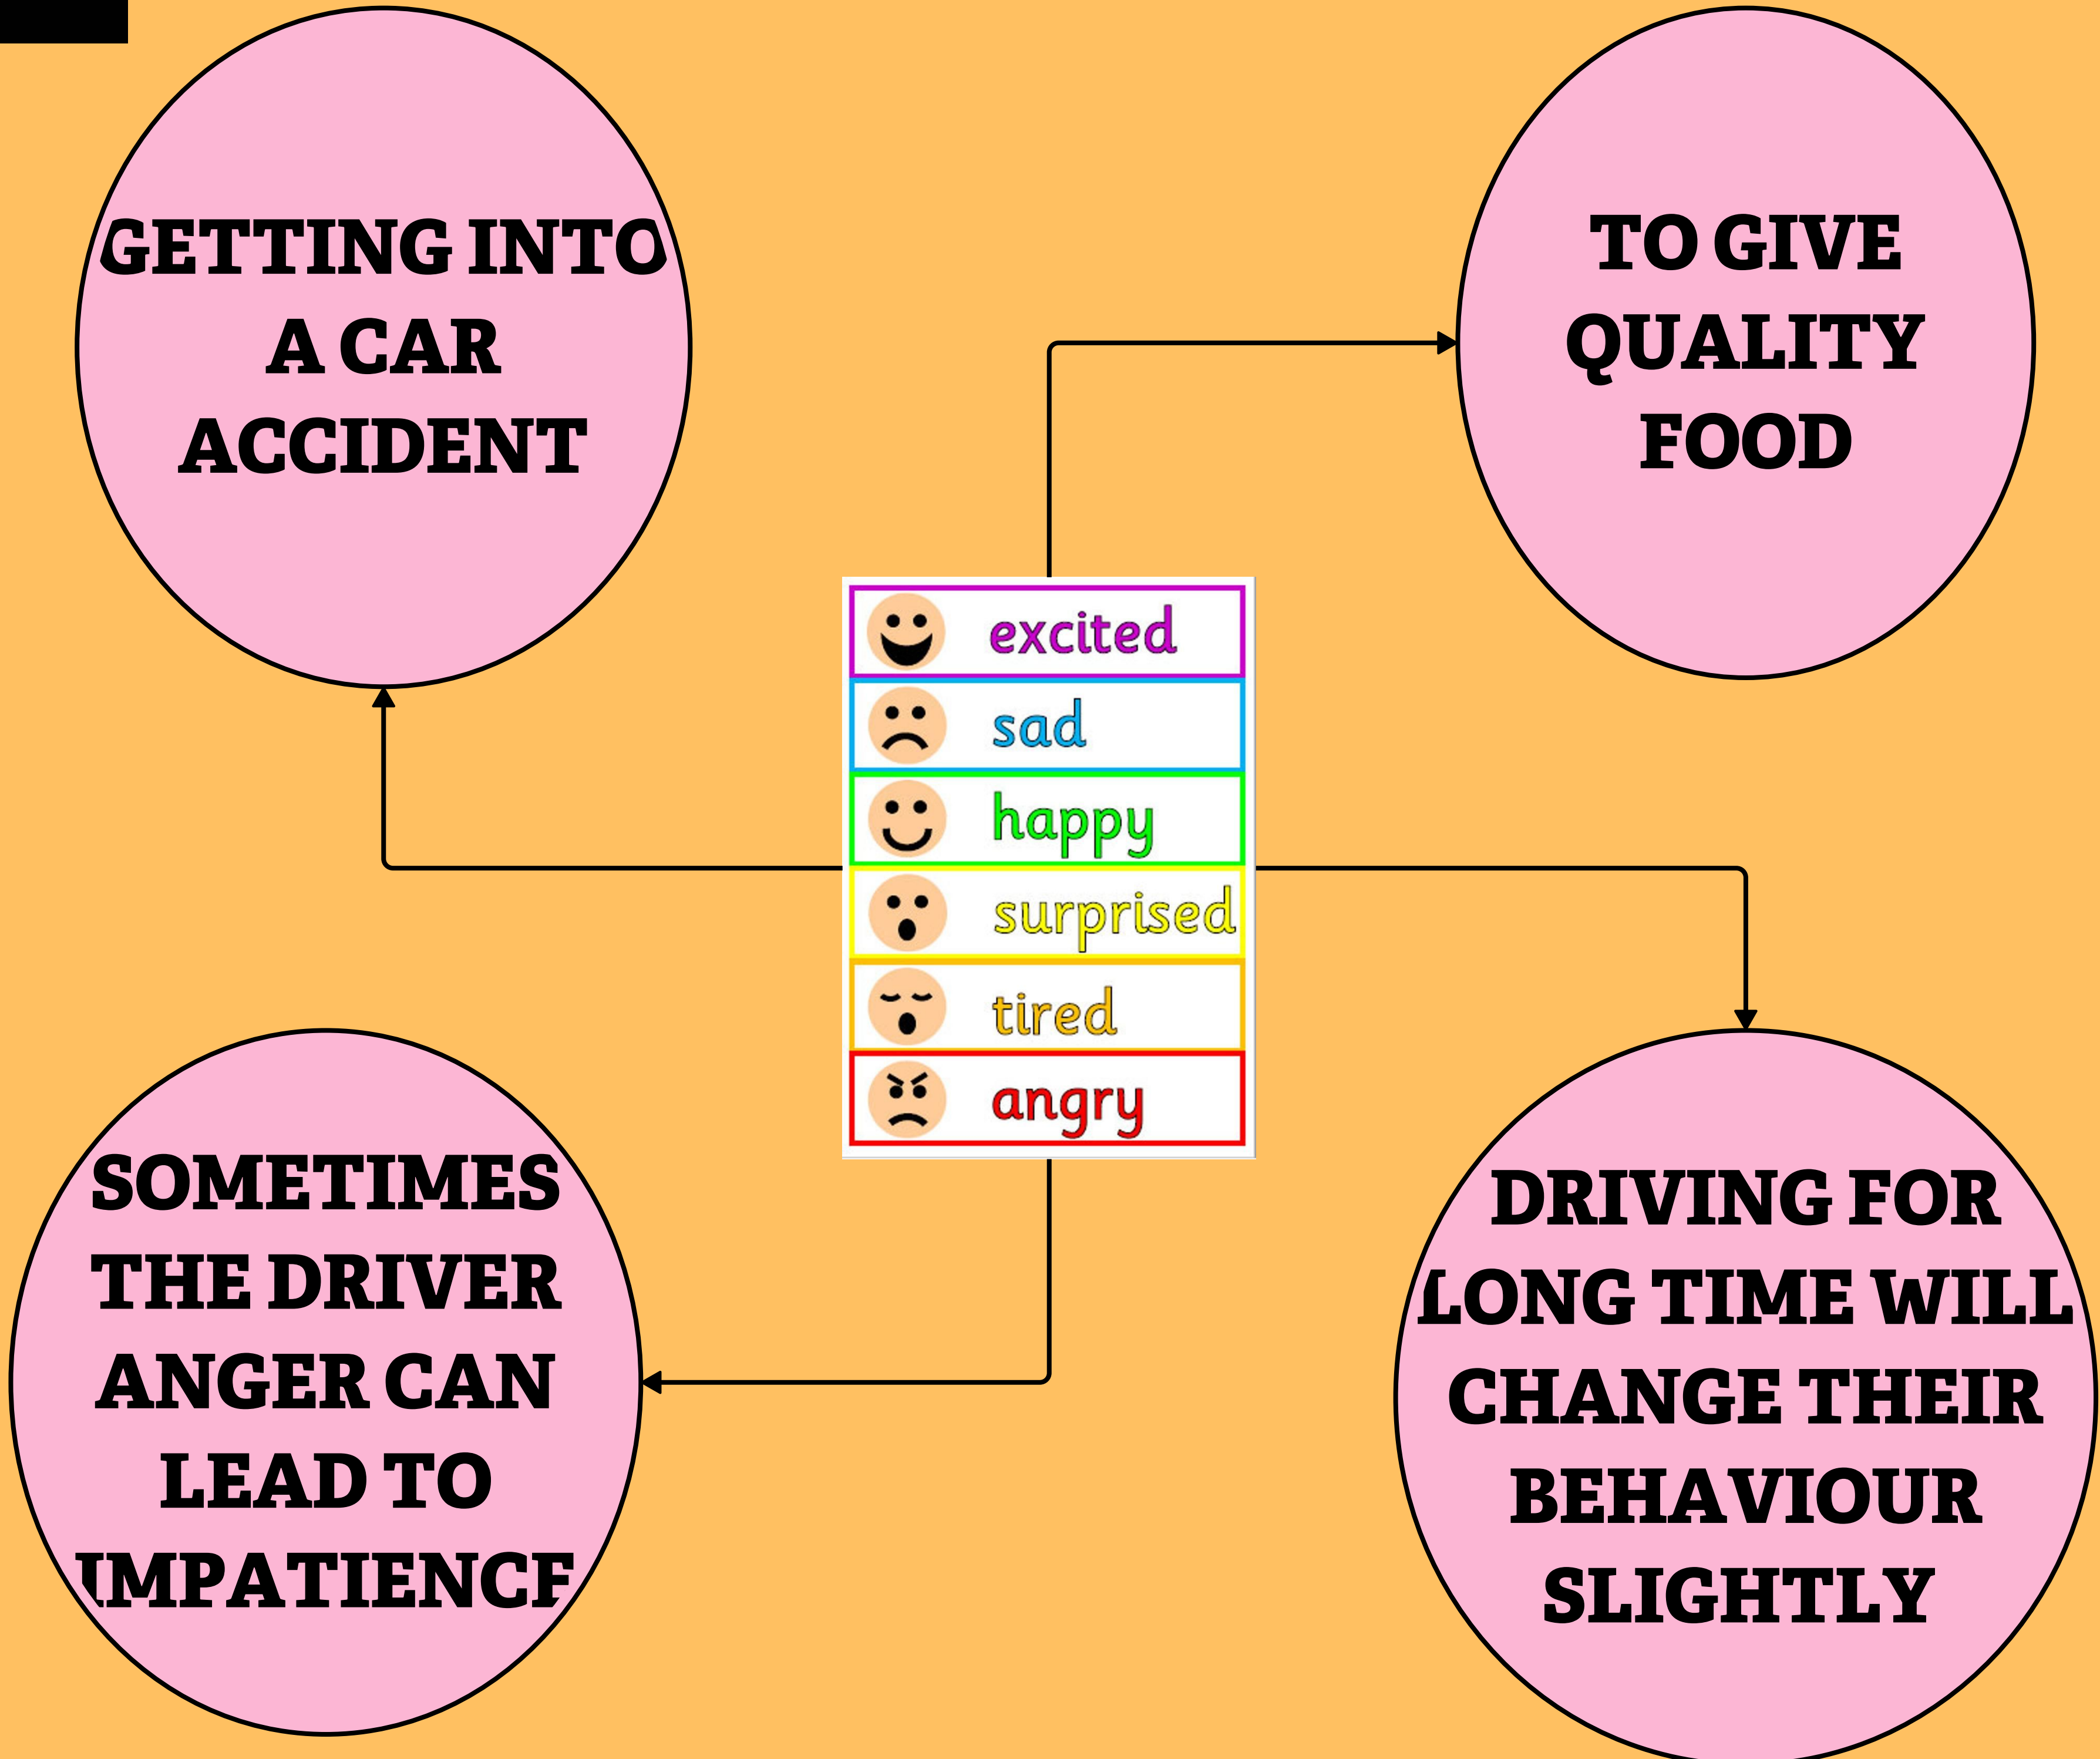 GETTING INTO
A CAR
ACCIDENT
TO GIVE
QUALITY
FOOD
excited
sad
happy
surprised
tired
angry
SOMETIMES
THE DRIVER
ANGER CAN
LEAD TO
IMPATIENCE
DRIVING FOR
LONG TIME WILL
CHANGE THEIR
BEHAVIOUR
SLIGHTLY